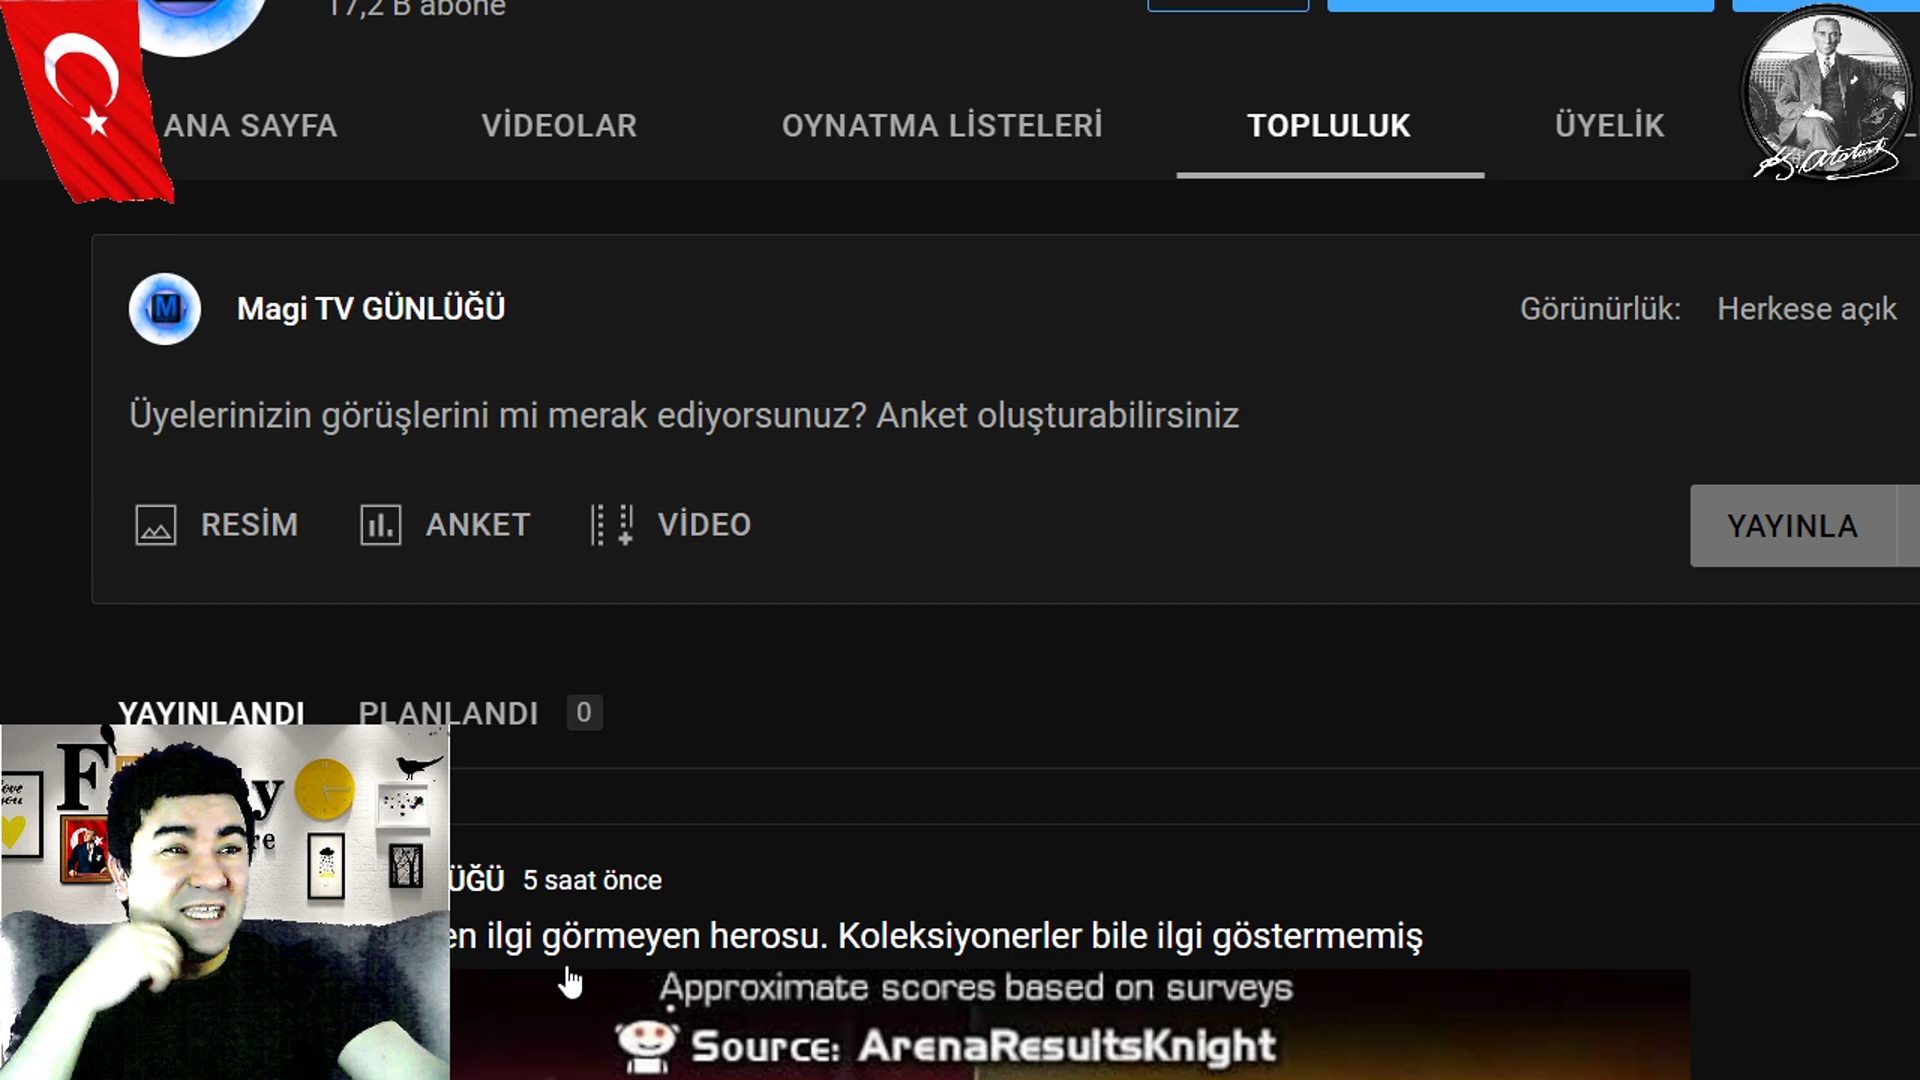 17,2 B abone
ANA SAYFA
VİDEOLAR
OYNATMA LİSTELERİ
TOPLULUK
ÜYELİK
K. Atatürk
M
Magi TV GÜNLÜĞÜ
Görünürlük: Herkese açık
Üyelerinizin görüşlerini mi merak ediyorsunuz? Anket oluşturabilirsiniz
RESİM
ANKET
VİDEO
YAYINLA
YAYINLANDI
PLANLANDI 0
5 saat önce
ilgi görmeyen herosu. Koleksiyonerler bile ilgi göstermemiş
Approximate scores based on surveys
Source: ArenaResultsKnight